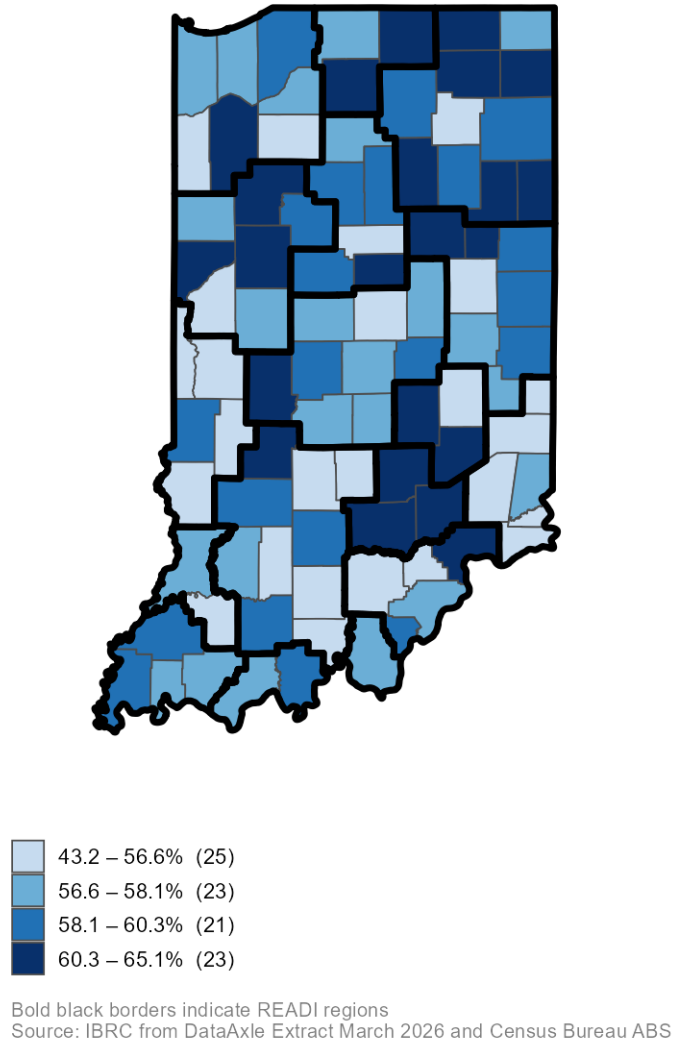 43.2 – 56.6%  (25)
56.6 – 58.1%  (23)
58.1 – 60.3%  (21)
60.3 – 65.1%  (23)
Bold black borders indicate READI regions
Source: IBRC from DataAxle Extract March 2026 and Census Bureau ABS